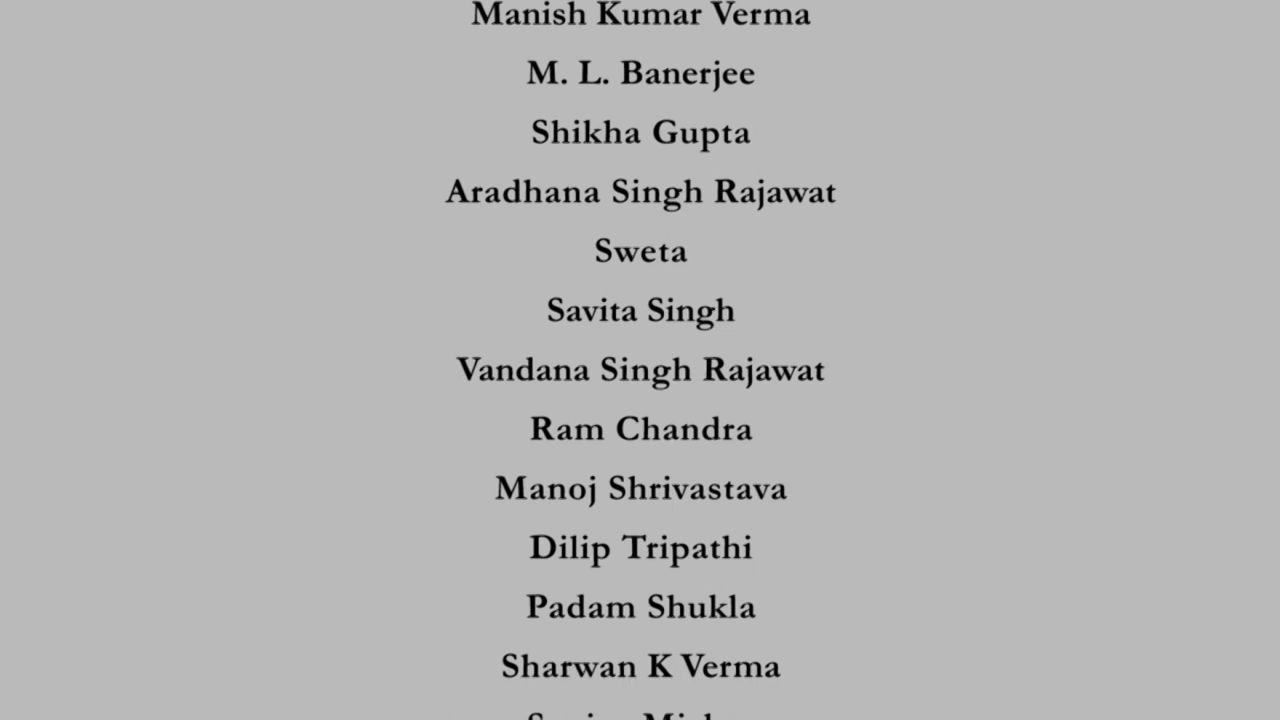 Manish Kumar Verma
M. L. Banerjee
Shikha Gupta
Aradhana Singh Rajawat
Sweta
Savita Singh
Vandana Singh Rajawat
Ram Chandra
Manoj Shrivastava
Dilip Tripathi
Padam Shukla
Sharwan K Verma